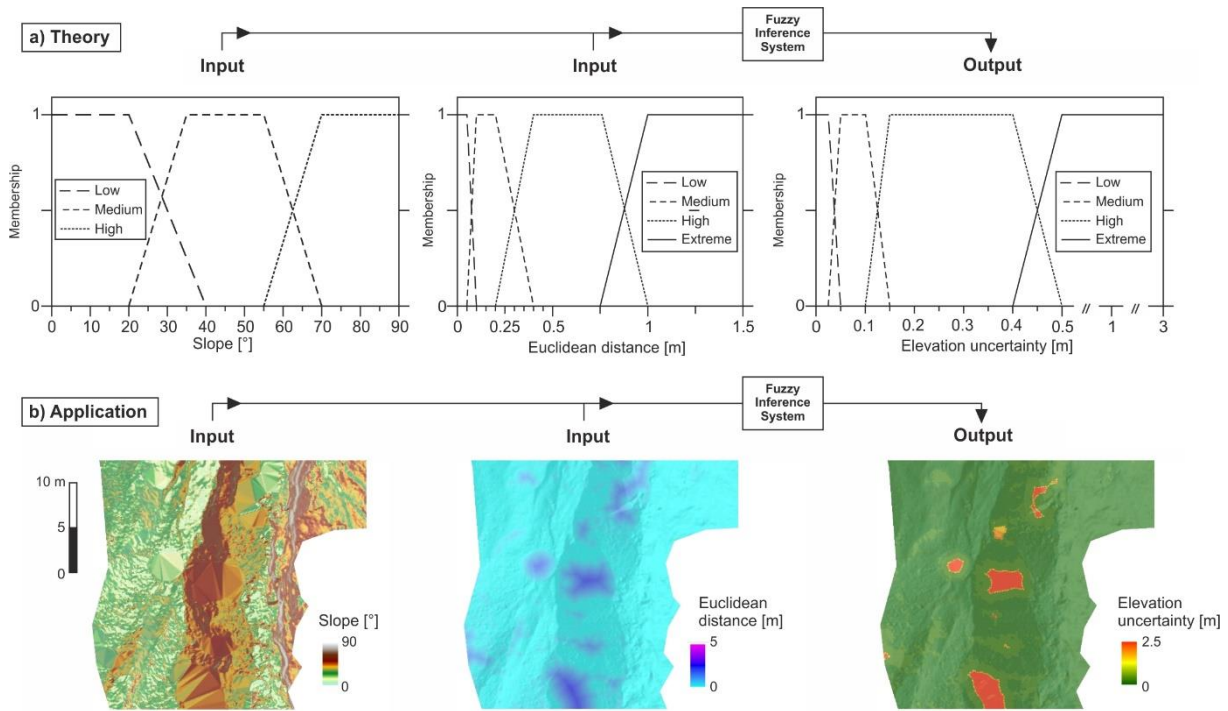 a) Theory
Fuzzy
Inference
System
Input
Input
Output
1
Membership
0
Low
Medium
High
0 10 20 30 40 50 60 70 80 90
Slope [°]
1
Membership
0
Low
Medium
High
Extreme
0 0.25 0.5 1 1.5
Euclidean distance [m]
1
Membership
0
Low
Medium
High
Extreme
0 0.1 0.2 0.3 0.4 0.5 // 1 // 3
Elevation uncertainty [m]
b) Application
Fuzzy
Inference
System
Input
Input
Output
10 m
5
0
Slope [°]
90
0
Euclidean
distance [m]
5
0
Elevation
uncertainty [m]
2.5
0